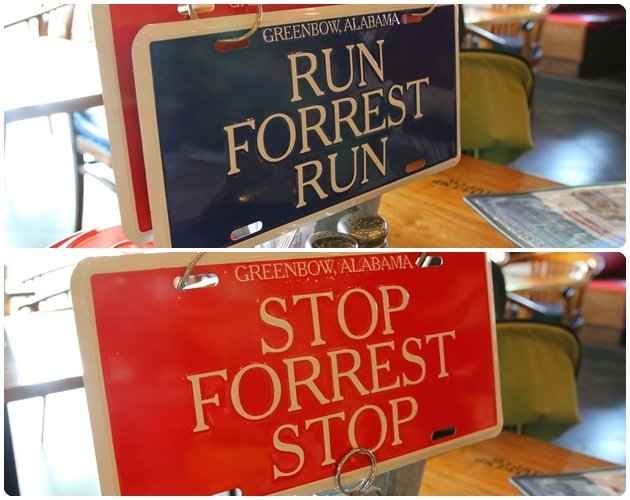 GREENBOW, ALABAMA
RUN
FORREST
RUN
GREENBOW, ALABAMA
STOP
FORREST
STOP